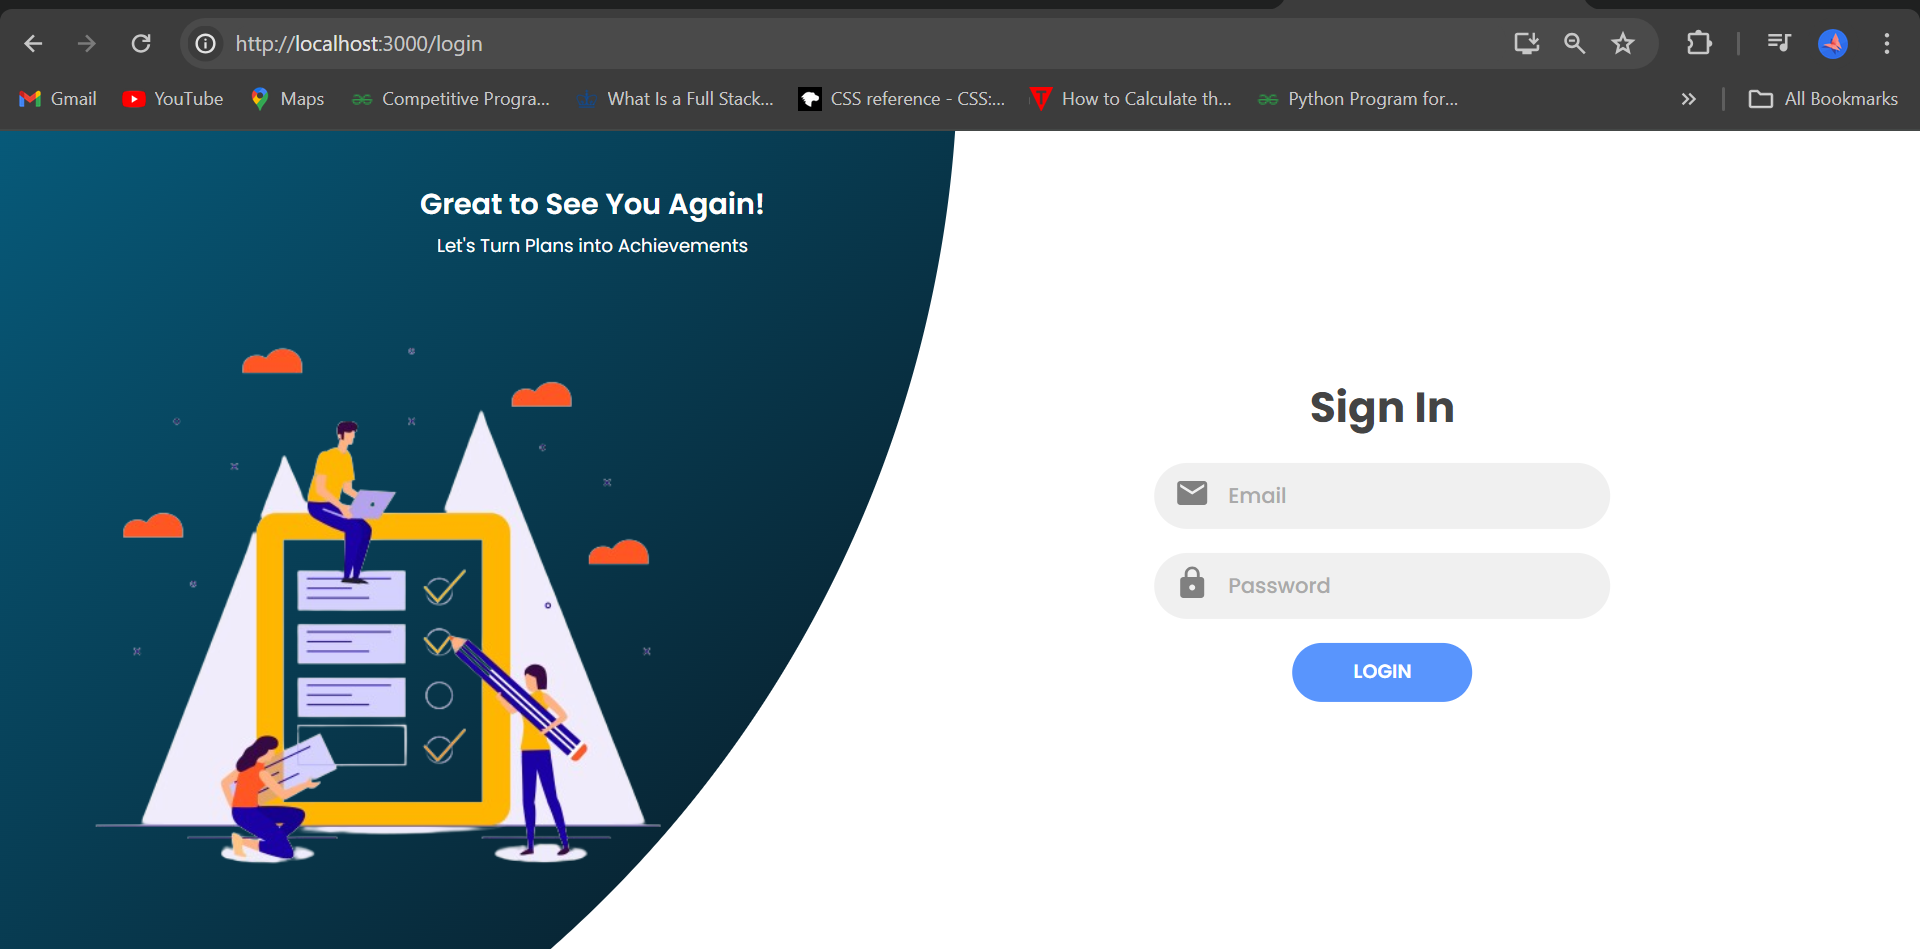 http://localhost:3000/login
Gmail
YouTube
Maps
Competitive Progra...
What Is a Full Stack...
CSS reference - CSS:...
How to Calculate th...
Python Program for...
All Bookmarks
Great to See You Again!
Let's Turn Plans into Achievements
Sign In
Email
Password
LOGIN